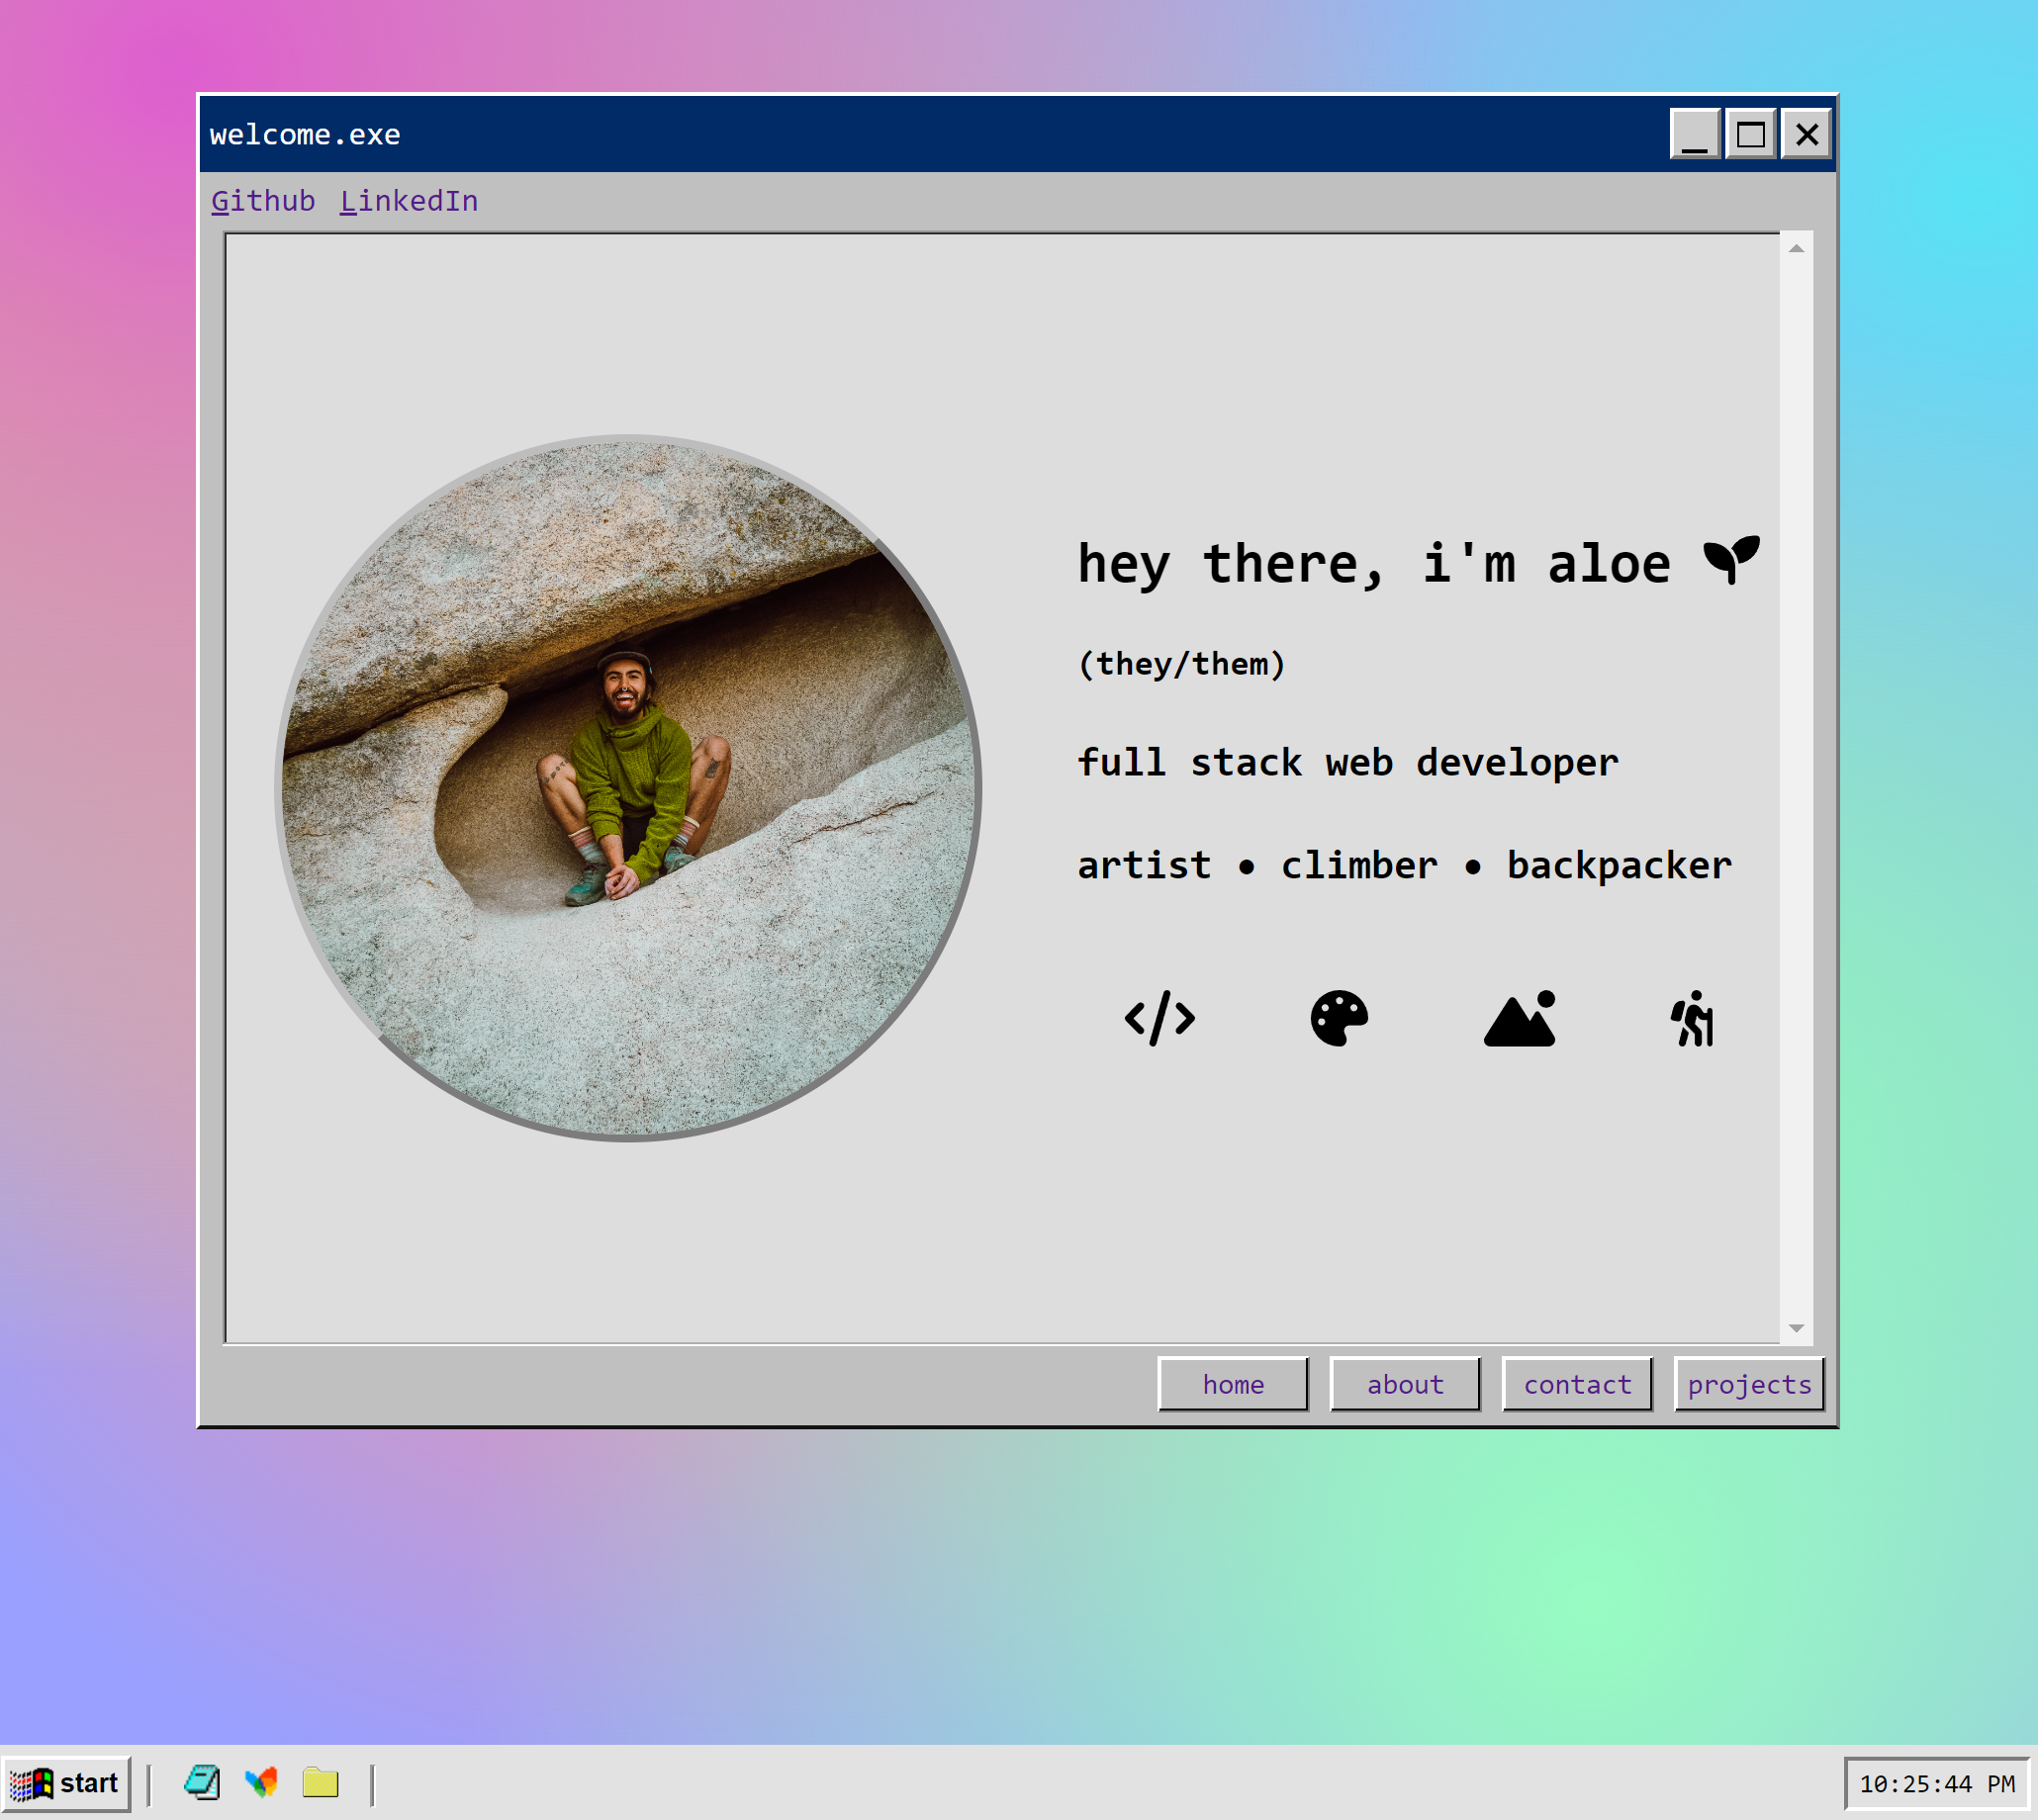 welcome.exe
Github LinkedIn
hey there, i'm aloe
(they/them)
full stack web developer
artist • climber • backpacker
home about contact projects
start 10:25:44 PM